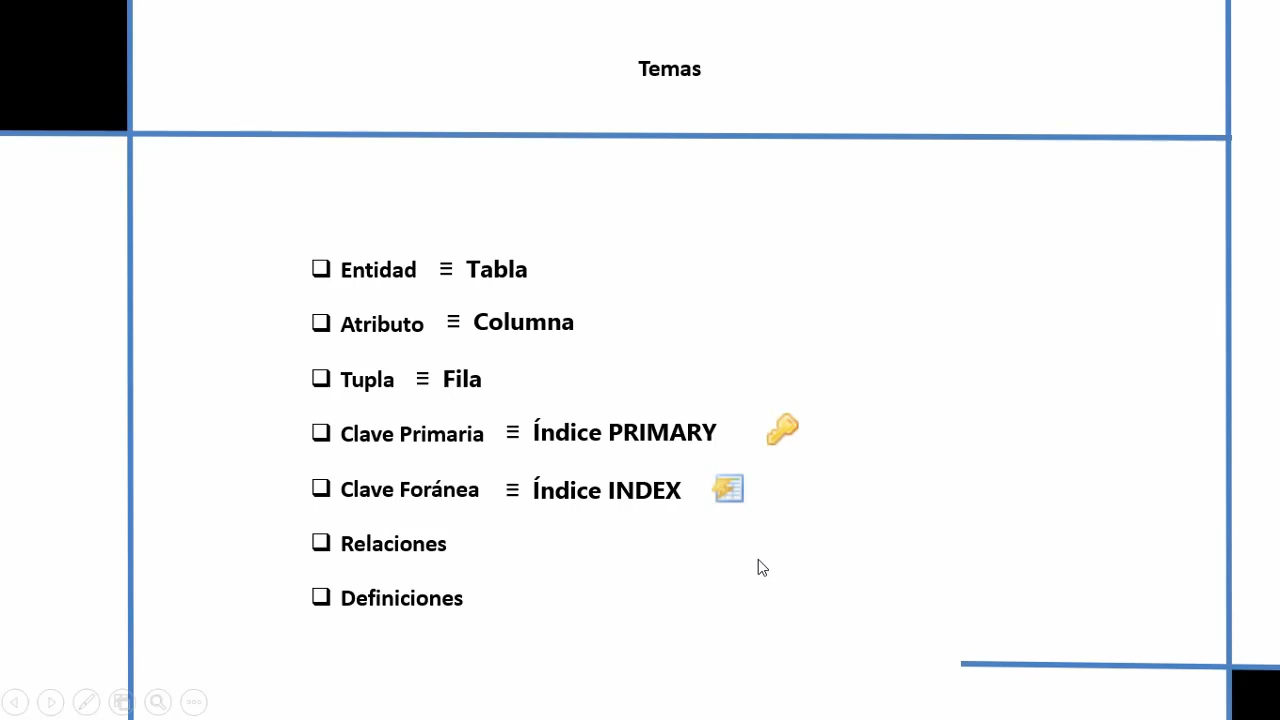 Temas
❑ Entidad ≡ Tabla
❑ Atributo ≡ Columna
❑ Tupla ≡ Fila
❑ Clave Primaria ≡ Índice PRIMARY
❑ Clave Foránea ≡ Índice INDEX
❑ Relaciones
❑ Definiciones